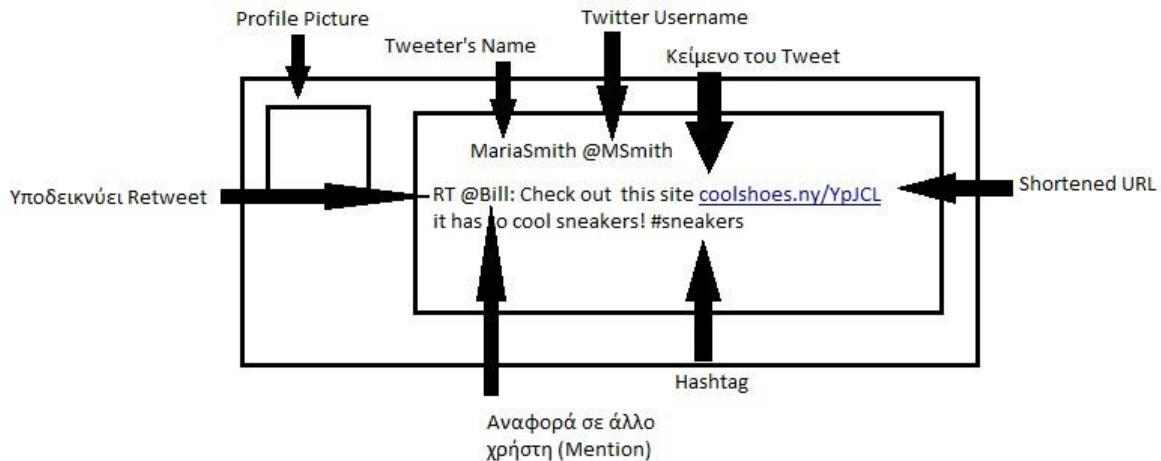 Profile Picture
Twitter Username
Tweeter's Name
Κείμενο του Tweet
MariaSmith @MSmith
Υποδεικνύει Retweet
RT @Bill: Check out this site coolshoes.ny/YpJCL
Shortened URL
it has cool sneakers! #sneakers
Hashtag
Αναφορά σε άλλο
χρήστη (Mention)